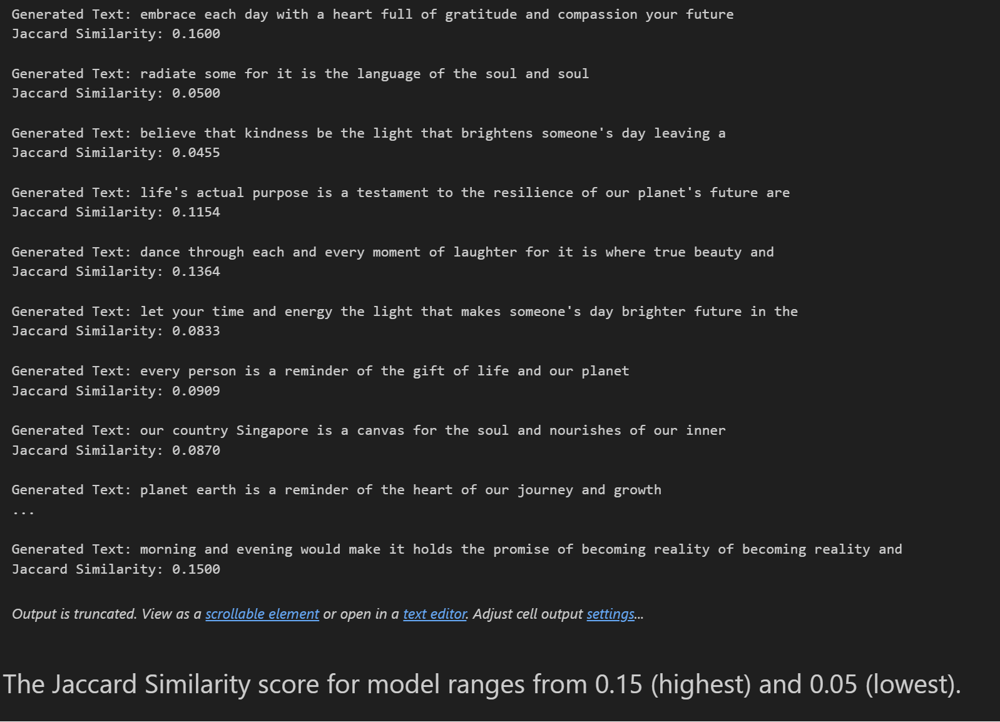 Generated Text: embrace each day with a heart full of gratitude and compassion your future
Jaccard Similarity: 0.1600
Generated Text: radiate some for it is the language of the soul and soul
Jaccard Similarity: 0.0500
Generated Text: believe that kindness be the light that brightens someone's day leaving a
Jaccard Similarity: 0.0455
Generated Text: life's actual purpose is a testament to the resilience of our planet's future are
Jaccard Similarity: 0.1154
Generated Text: dance through each and every moment of laughter for it is where true beauty and
Jaccard Similarity: 0.1364
Generated Text: let your time and energy the light that makes someone's day brighter future in the
Jaccard Similarity: 0.0833
Generated Text: every person is a reminder of the gift of life and our planet
Jaccard Similarity: 0.0909
Generated Text: our country Singapore is a canvas for the soul and nourishes of our inner
Jaccard Similarity: 0.0870
Generated Text: planet earth is a reminder of the heart of our journey and growth
...
Generated Text: morning and evening would make it holds the promise of becoming reality of becoming reality and
Jaccard Similarity: 0.1500
Output is truncated. View as a scrollable element or open in a text editor. Adjust cell output settings...
The Jaccard Similarity score for model ranges from 0.15 (highest) and 0.05 (lowest).